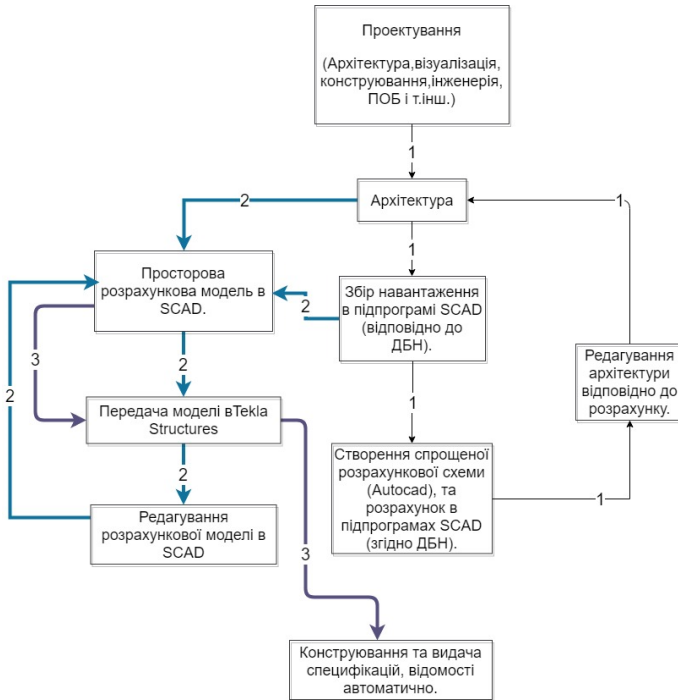 Проектування
(Архітектура,візуалізація,
конструювання,інженерія,
ПОБ і т.інш.)
1
2
Архітектура
1
1
Просторова
розрахункова модель в
SCAD.
2
Збір навантаження
в підпрограмі SCAD
(відповідно до
ДБН).
3
2
2
Редагування
архітектури
відповідно до
розрахунку.
1
Передача моделі вTekla
Structures
2
Створення спрощеної
розрахункової схеми
(Autocad), та
розрахунок в
підпрограмах SCAD
(згідно ДБН).
1
Редагування
розрахункової моделі в
SCAD
3
Конструювання та видача
специфікацій, відомості
автоматично.